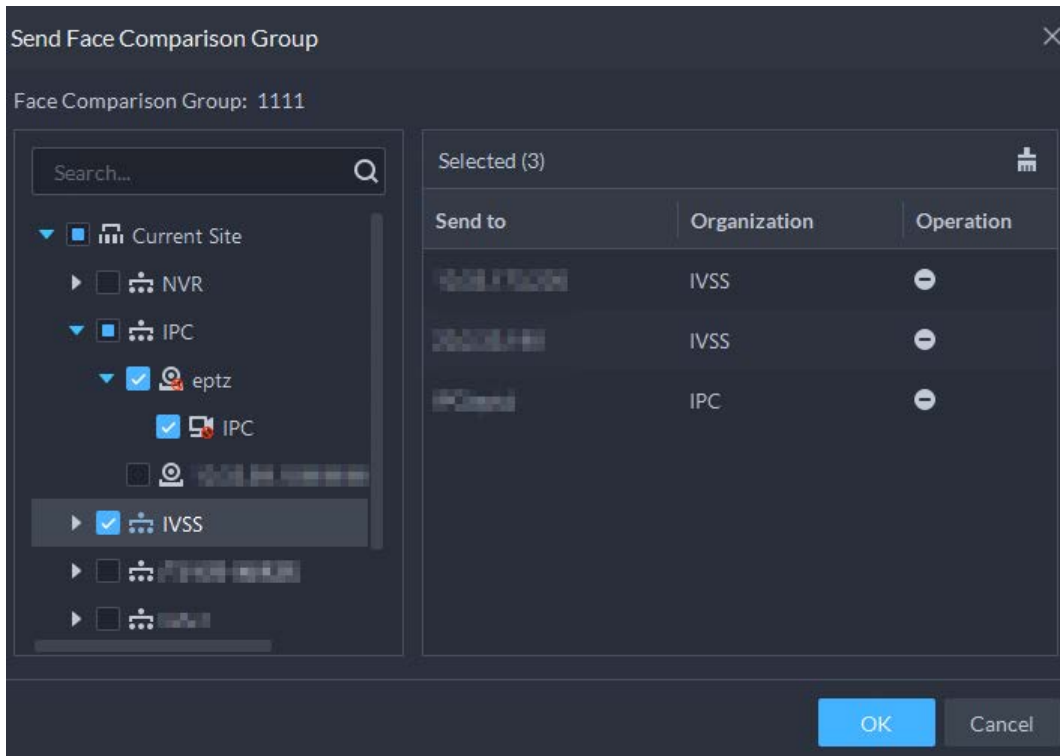 Send Face Comparison Group
Face Comparison Group: 1111
Search...
Current Site
NVR
IPC
eptz
IPC
IVSS
Selected (3)
Send to Organization Operation
IVSS
IVSS
IPC
OK Cancel